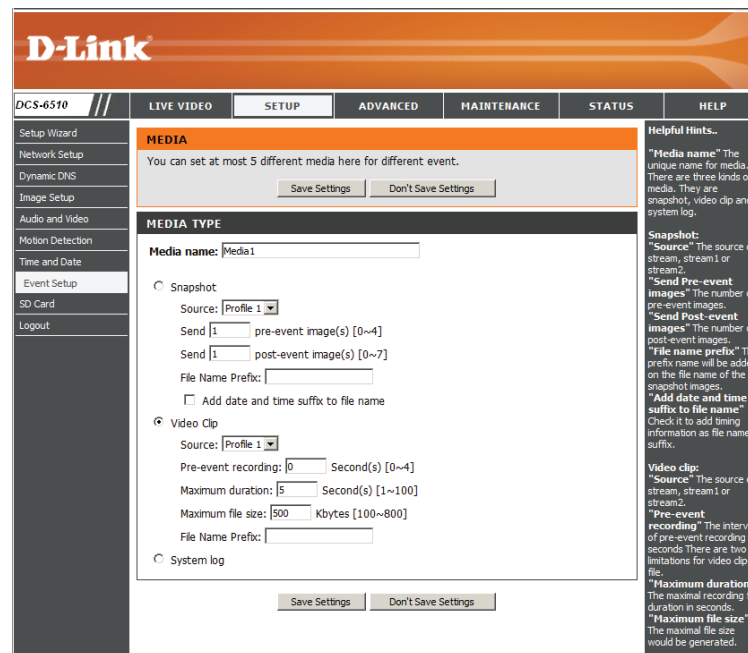 D-Link
DCS-6510
LIVE VIDEO
SETUP
ADVANCED
MAINTENANCE
STATUS
HELP
Setup Wizard
Network Setup
Dynamic DNS
Image Setup
Audio and Video
Motion Detection
Time and Date
Event Setup
SD Card
Logout
MEDIA
You can set at most 5 different media here for different event.
Save Settings
Don't Save Settings
MEDIA TYPE
Media name: Media1
Snapshot
Source: Profile 1
Send 1 pre-event image(s) [0~4]
Send 1 post-event image(s) [0~7]
File Name Prefix:
Add date and time suffix to file name
Video Clip
Source: Profile 1
Pre-event recording: 0 Second(s) [0~4]
Maximum duration: 5 Second(s) [1~100]
Maximum file size: 500 Kbytes [100~800]
File Name Prefix:
System log
Save Settings
Don't Save Settings
Helpful Hints..
"Media name" The
unique name for media.
There are three kinds
media. They are
snapshot, video clip
system log.
Snapshot:
"Source" The source
stream, stream1 or
stream2.
"Send Pre-event
images" The number
pre-event images.
"Send Post-event
images" The number
post-event images.
"File name prefix"
prefix name will be
on the file name of the
snapshot images.
"Add date and time
suffix to file name"
Check it to add timing
information as file name
suffix.
Video clip:
"Source" The source
stream, stream1 or
stream2.
"Pre-event
recording" The
of pre-event recording
seconds There are two
limitations for video clip
file.
"Maximum duration
The maximal recording
duration in seconds.
"Maximum file size"
The maximal file size
would be generated.